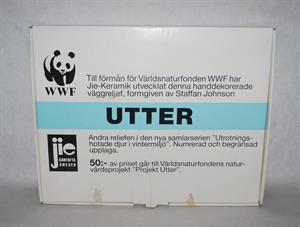 WWF
Till förmån för Världsnaturfonden WWF har
Jie-Keramik utvecklat denna handdekorerade
väggreljef, formgiven av Staffan Johnson
UTTER
Andra reliefen i den nya samlarserien "Utrotnings-
hotade djur i vintermiljö". Numrerad och begränsad
upplaga.
50:- av priset går till Världsnaturfondens natur-
vårdsprojekt "Projekt Utter".
jie
GANTOFTA
SWEDEN